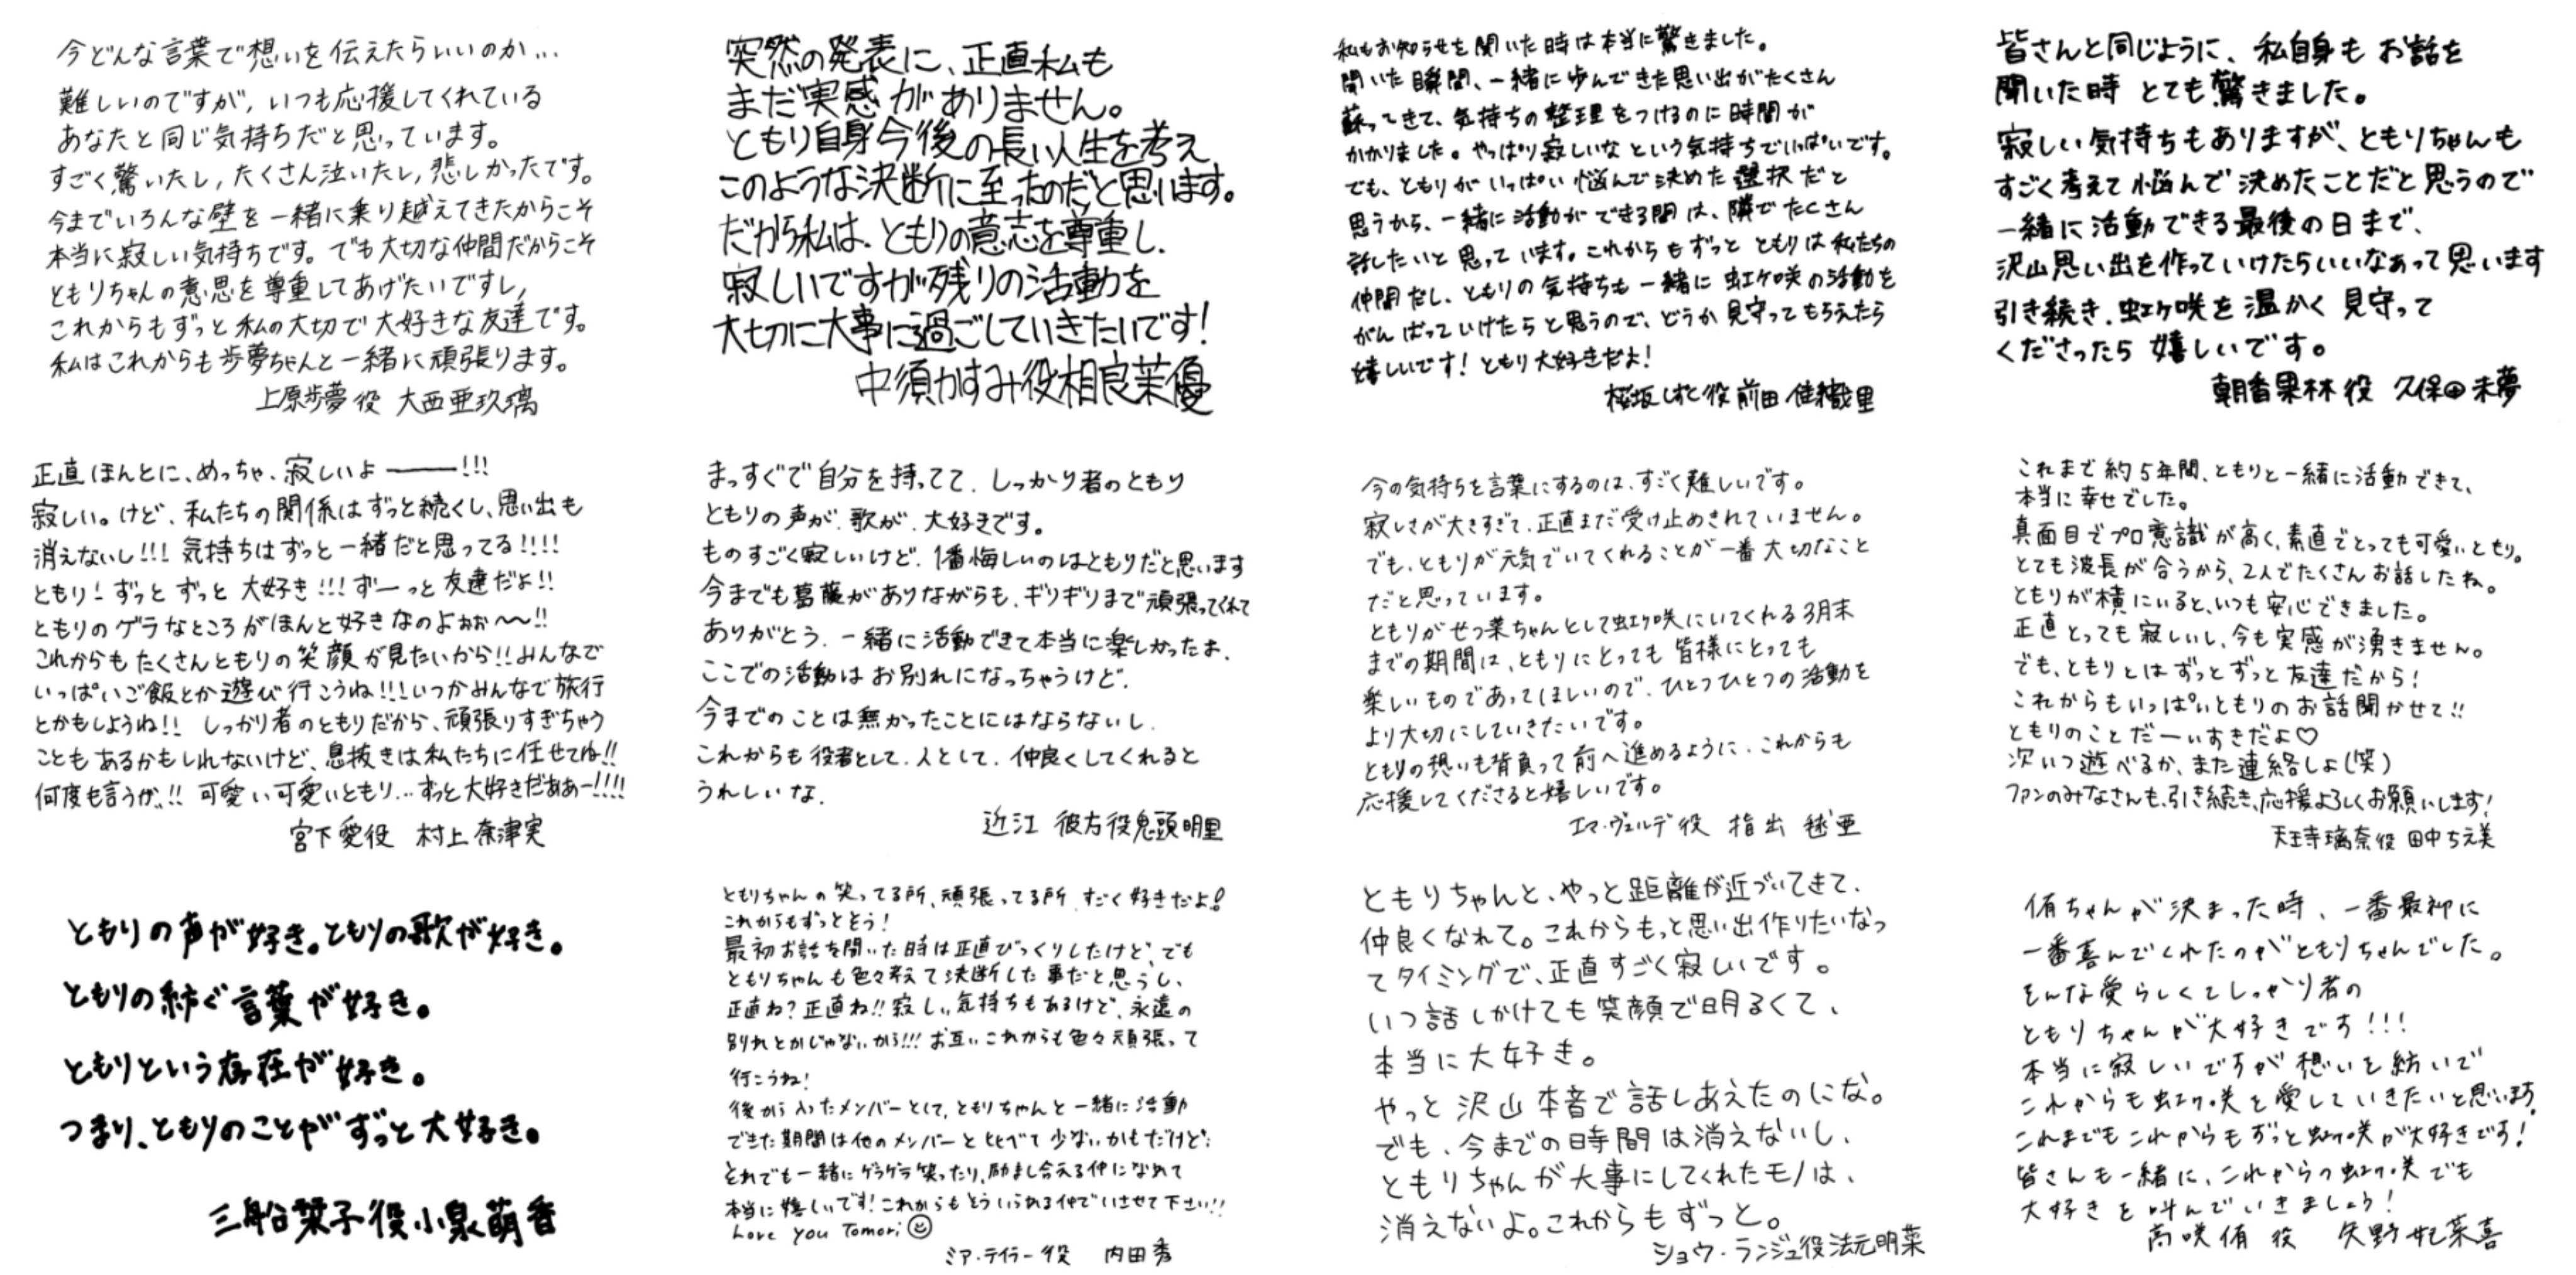 今どんな言葉で想いを伝えたらいいのか…
難しいのですが、いつも応援してくれている
あなたと同じ気持ちだと思っています。
すごく驚いたし、たくさん泣いたし、悲しかったです。
今までいろんな壁を一緒に乗り越えてきたからこそ
本当に寂しい気持ちです。でも大切な仲間だからこそ
ともりちゃんの意思を尊重してあげたいですし、
これからもずっと私の大切で大好きな友達です。
私はこれからも歩夢ちゃんと一緒に頑張ります。
上原歩夢役 大西亜玖璃
突然の発表に、正直私も
まだ実感がありません。
ともり自身今後の長い人生を考え
このような決断に至ったのだと思います。
だから私は、ともりの意志を尊重し、
寂しいですが残りの活動を
大切に大事に過ごしていきたいです!
中須かすみ役相良茉優
私もお知らせを聞いた時は本当に驚きました。
聞いた瞬間、一緒に歩んできた思い出がたくさん
蘇ってきて、気持ちの整理をつけるのに時間が
かかりました。やっぱり寂しいなという気持ちでいっぱいです。
でも、ともりがいっぱい悩んで決めた選択だと
思うから、一緒に活動ができる間は、隣でたくさん
話したいと思っています。これからもずっとともりは私たちの
仲間だし、ともりの気持ちも一緒に虹ヶ咲の活動を
がんばっていけたらと思うので、どうか見守ってもらえたら
嬉しいです!ともり大好きだよ!
桜坂しずく役 前田佳織里
皆さんと同じように、私自身もお話を
聞いた時とても驚きました。
寂しい気持ちもありますが、ともりちゃんも
すごく考えて悩んで決めたことだと思うので
一緒に活動できる最後の日まで、
沢山思い出を作っていけたらいいなぁって思います
引き続き、虹ヶ咲を温かく見守って
くださったら嬉しいです。
朝香果林役 久保田未夢
正直ほんとに、めっちゃ、寂しいよ―――!!!
寂しい。けど、私たちの関係はずっと続くし、思い出も
消えないし!!!気持ちはずっと一緒だと思ってる!!!!
ともり!ずっとずっと大好き!!!ずーっと友達だよ!!
ともりのゲラなところがほんと好きなのよぉぉ〜〜!!
これからもたくさんともりの笑顔が見たいから!!みんなで
いっぱいご飯とか遊び行こうね!!!いつかみんなで旅行
とかもしようね!! しっかり者のともりだから、頑張りすぎちゃう
こともあるかもしれないけど、息抜きは私たちに任せてね!!
何度も言うが、!! 可愛い可愛いともり…ずっと大好きだぁぁー!!!!
宮下愛役 村上奈津実
まっすぐで自分を持ってて、しっかり者のともり
ともりの声が、歌が、大好きです。
ものすごく寂しいけど、1番悔しいのはともりだと思います
今までも葛藤がありながらも、ギリギリまで頑張ってくれて
ありがとう、一緒に活動できて本当に楽しかったよ、
ここでの活動はお別れになっちゃうけど、
今までのことは無かったことにはならないし、
これからも役者として、人として、仲良くしてくれると
うれしいな、
近江 彼方役鬼頭明里
今の気持ちを言葉にするのは、すごく難しいです。
寂しさが大きすぎて、正直まだ受け止めきれていません。
でも、ともりが元気でいてくれることが一番大切なこと
だと思っています。
ともりがせつ菜ちゃんとして虹ヶ咲にいてくれる3月末
までの期間は、ともりにとっても皆様にとっても
楽しいものであってほしいので、ひとつひとつの活動を
より大切にしていきたいです。
ともりの想いも背負って前へ進めるように、これからも
応援してくださると嬉しいです。
エマ・ヴェルデ役 指出毬亜
これまで約5年間、ともりと一緒に活動できて、
本当に幸せでした。
真面目でプロ意識が高く、素直でとっても可愛いともり。
とても波長が合うから、2人でたくさんお話したね。
ともりが横にいると、いつも安心できました。
正直とっても寂しいし、今も実感が湧きません。
でも、ともりとはずっとずっと友達だから!
これからもいっぱいともりのお話聞かせて!!
ともりのことだーいすきだよ♡
次いつ遊べるか、また連絡しよ(笑)
ファンのみなさんも、引き続き、応援よろしくお願いします!
天王寺璃奈役 田中ちえ美
ともりの声が好き。ともりの歌が好き。
ともりの紡ぐ言葉が好き。
ともりという存在が好き。
つまり、ともりのことがずっと大好き。
三船栞子役小泉萌香
ともりちゃんの笑ってる所、頑張ってる所、すごく好きだよ!
これからもずっとそう!
最初お話を聞いた時は正直びっくりしたけど、でも
ともりちゃんも色々考えて決断した事だと思うし、
正直ね?正直ね!!寂しい気持ちもあるけど、永遠の
別れとかじゃないから!!!お互いこれからも色々頑張って
行こうね!
後から入ったメンバーとして、ともりちゃんと一緒に活動
できた期間は他のメンバーと比べて少ないかもだけど、
それでも一緒にゲラゲラ笑ったり、励まし合える仲になれて
本当に嬉しいです!これからもそういられる仲でいさせて下さい!!
Love you Tomori☺
ミア・テイラー役 内田秀
ともりちゃんと、やっと距離が近づいてきて、
仲良くなれて。これからもっと思い出作りたいなっ
てタイミングで、正直すごく寂しいです。
いつ話しかけても笑顔で明るくて、
本当に大好き。
やっと沢山本音で話しあえたのにな。
でも、今までの時間は消えないし、
ともりちゃんが大事にしてくれたモノは、
消えないよ。これからもずっと。
ショウ・ランジュ役法元明菜
侑ちゃんが決まった時、一番最初に
一番喜んでくれたのがともりちゃんでした。
そんな愛らしくてしっかり者の
ともりちゃんが大好きです!!!
本当に寂しいですが想いを紡いで
これからも虹ヶ咲を愛していきたいと思います。
これまでもこれからもずっと虹ヶ咲が大好きです!
皆さんも一緒に、これからの虹ヶ咲でも
大好きを叫んでいきましょう!
高咲侑役 矢野妃菜喜